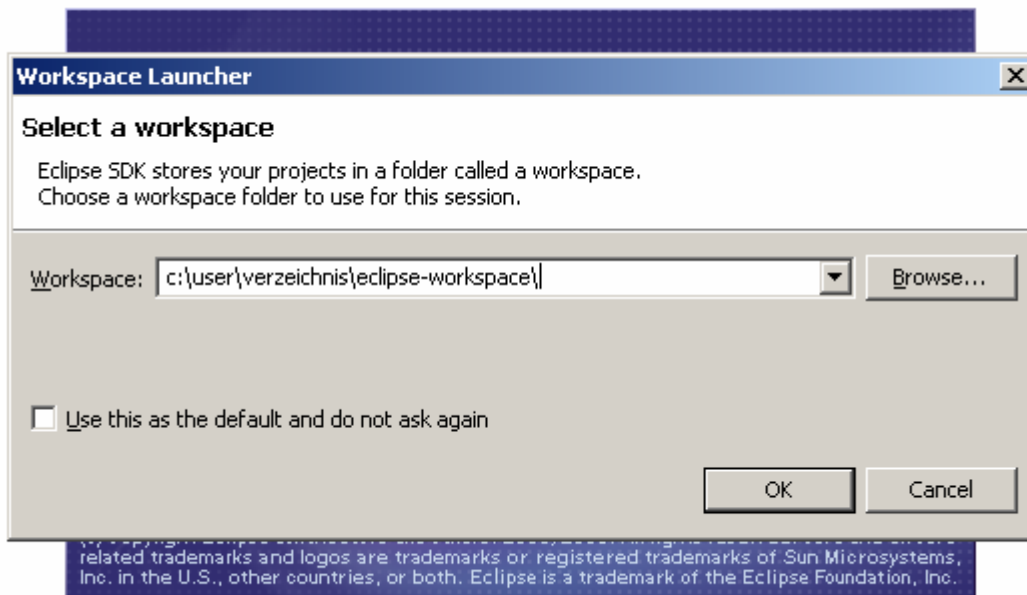 Workspace Launcher
Select a workspace
Eclipse SDK stores your projects in a folder called a workspace.
Choose a workspace folder to use for this session.
Workspace: c:\user\verzeichnis\eclipse-workspace\ Browse...
Use this as the default and do not ask again
OK Cancel
related trademarks and logos are trademarks or registered trademarks of Sun Microsystems,
Inc. in the U.S., other countries, or both. Eclipse is a trademark of the Eclipse Foundation, Inc.